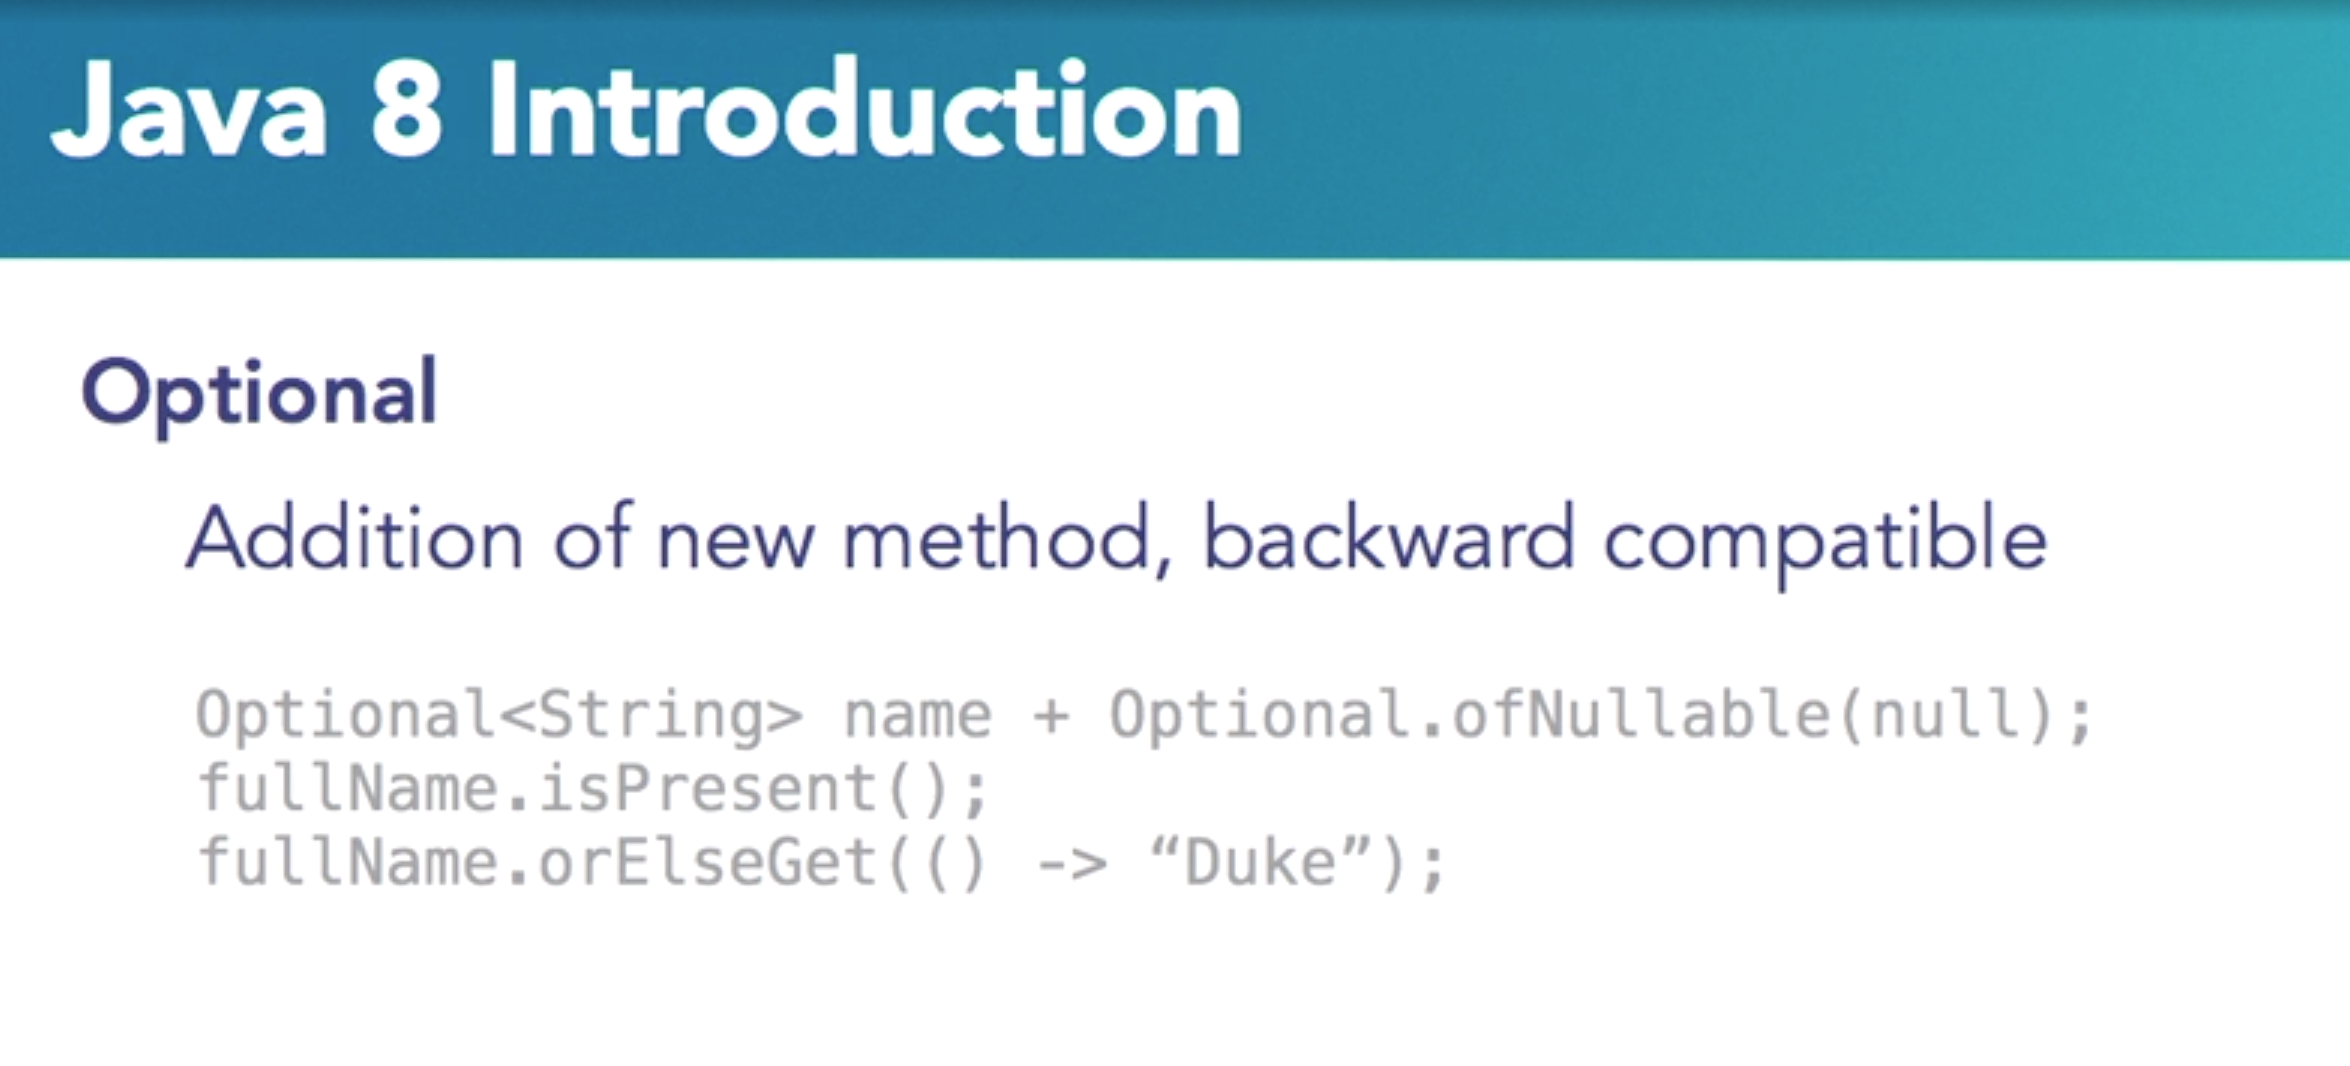 Java 8 Introduction
Optional
Addition of new method, backward compatible
Optional<String> name + Optional.ofNullable(null);
fullName.isPresent();
fullName.orElseGet(() -> “Duke”);